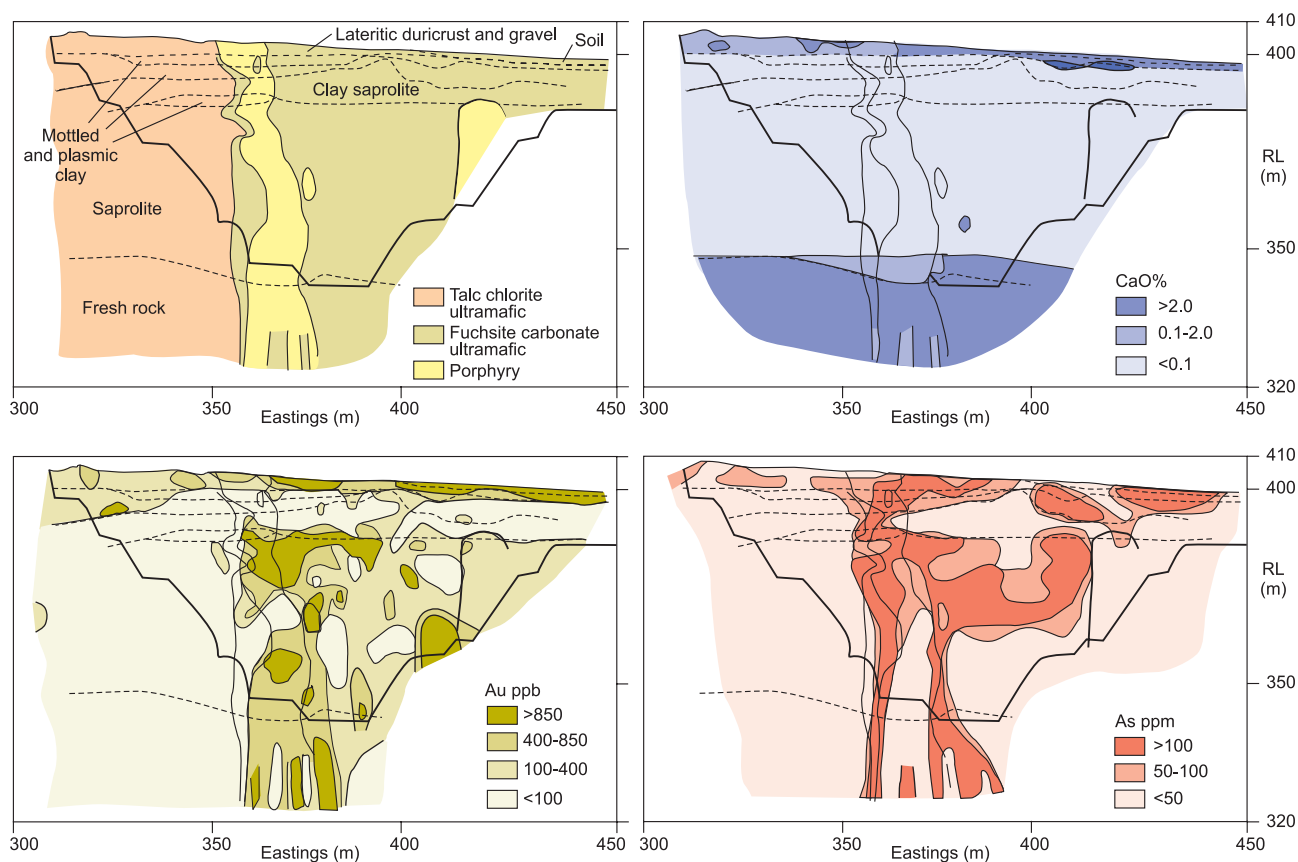 Lateritic duricrust and gravel
Soil
Clay saprolite
Mottled
and plasmic
clay
Saprolite
Fresh rock
Talc chlorite
ultramafic
Fuchsite carbonate
ultramafic
Porphyry
300
350
400
450
Eastings (m)
410
400
RL
(m)
350
320
CaO%
>2.0
0.1-2.0
<0.1
300
350
400
450
Eastings (m)
Au ppb
>850
400-850
100-400
<100
300
350
400
450
Eastings (m)
410
400
RL
(m)
350
320
As ppm
>100
50-100
<50
300
350
400
450
Eastings (m)